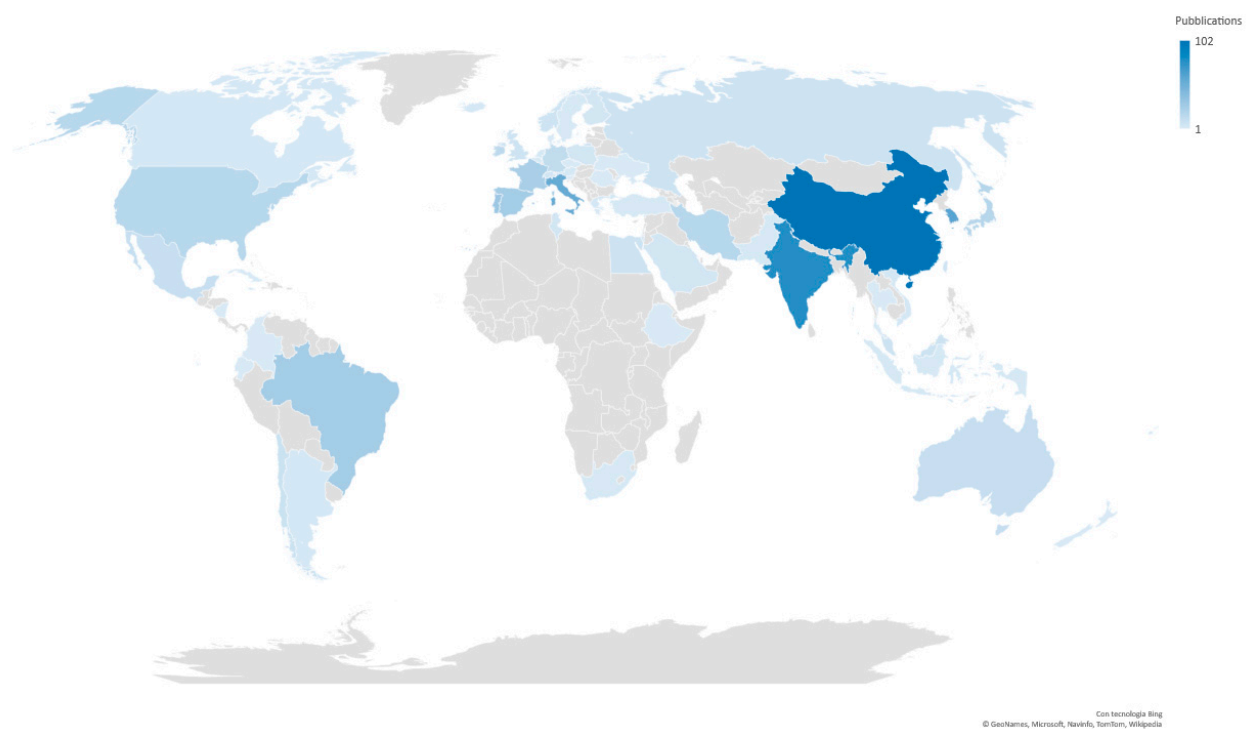 Pubblications
102
1
Con tecnologia Bing
© GeoNames, Microsoft, Navinfo, TomTom, Wikipedia